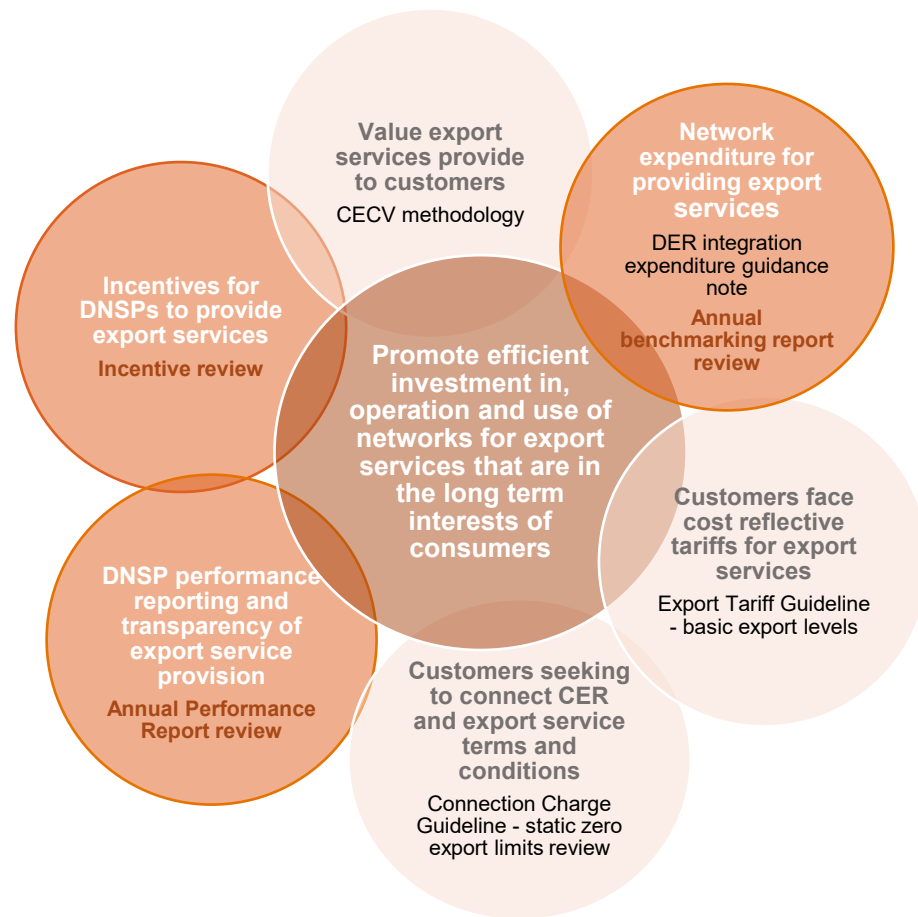 Value export
services provide
to customers
CECV methodology
Network
expenditure for
providing export
services
DER integration
expenditure guidance
note
Annual
benchmarking report
review
Incentives for
DNSPs to provide
export services
Incentive review
Promote efficient
investment in,
operation and use of
networks for export
services that are in
the long term
interests of
consumers
Customers face
cost reflective
tariffs for export
services
Export Tariff Guideline
- basic export levels
DNSP performance
reporting and
transparency of
export service
provision
Annual Performance
Report review
Customers seeking
to connect CER
and export service
terms and
conditions
Connection Charge
Guideline - static zero
export limits review